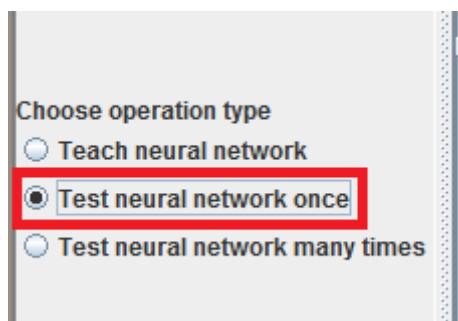 Choose operation type
Teach neural network
Test neural network once
Test neural network many times